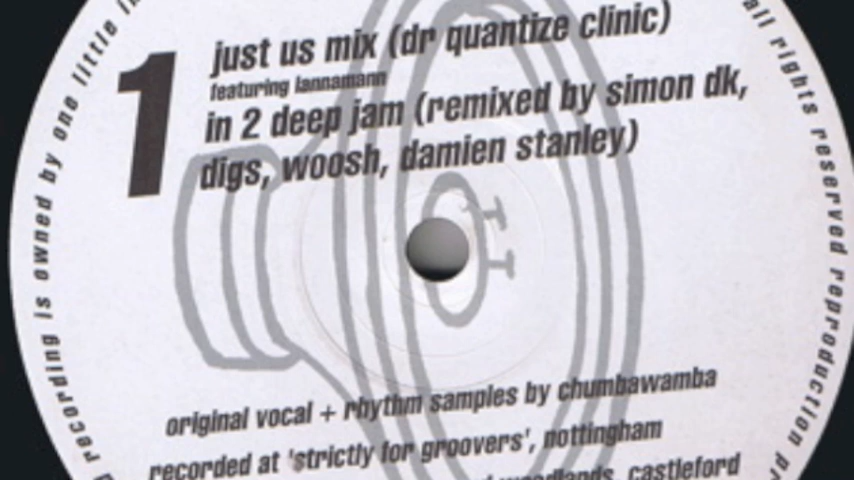 1
just us mix (dr quantize clinic)
featuring lannamann
in 2 deep jam (remixed by simon dk,
digs, woosh, damien stanley)
original vocal + rhythm samples by chumbawamba
recorded at 'strictly for groovers', nottingham
woodlands, castleford
recording is owned by one little
all rights reserved reproduction